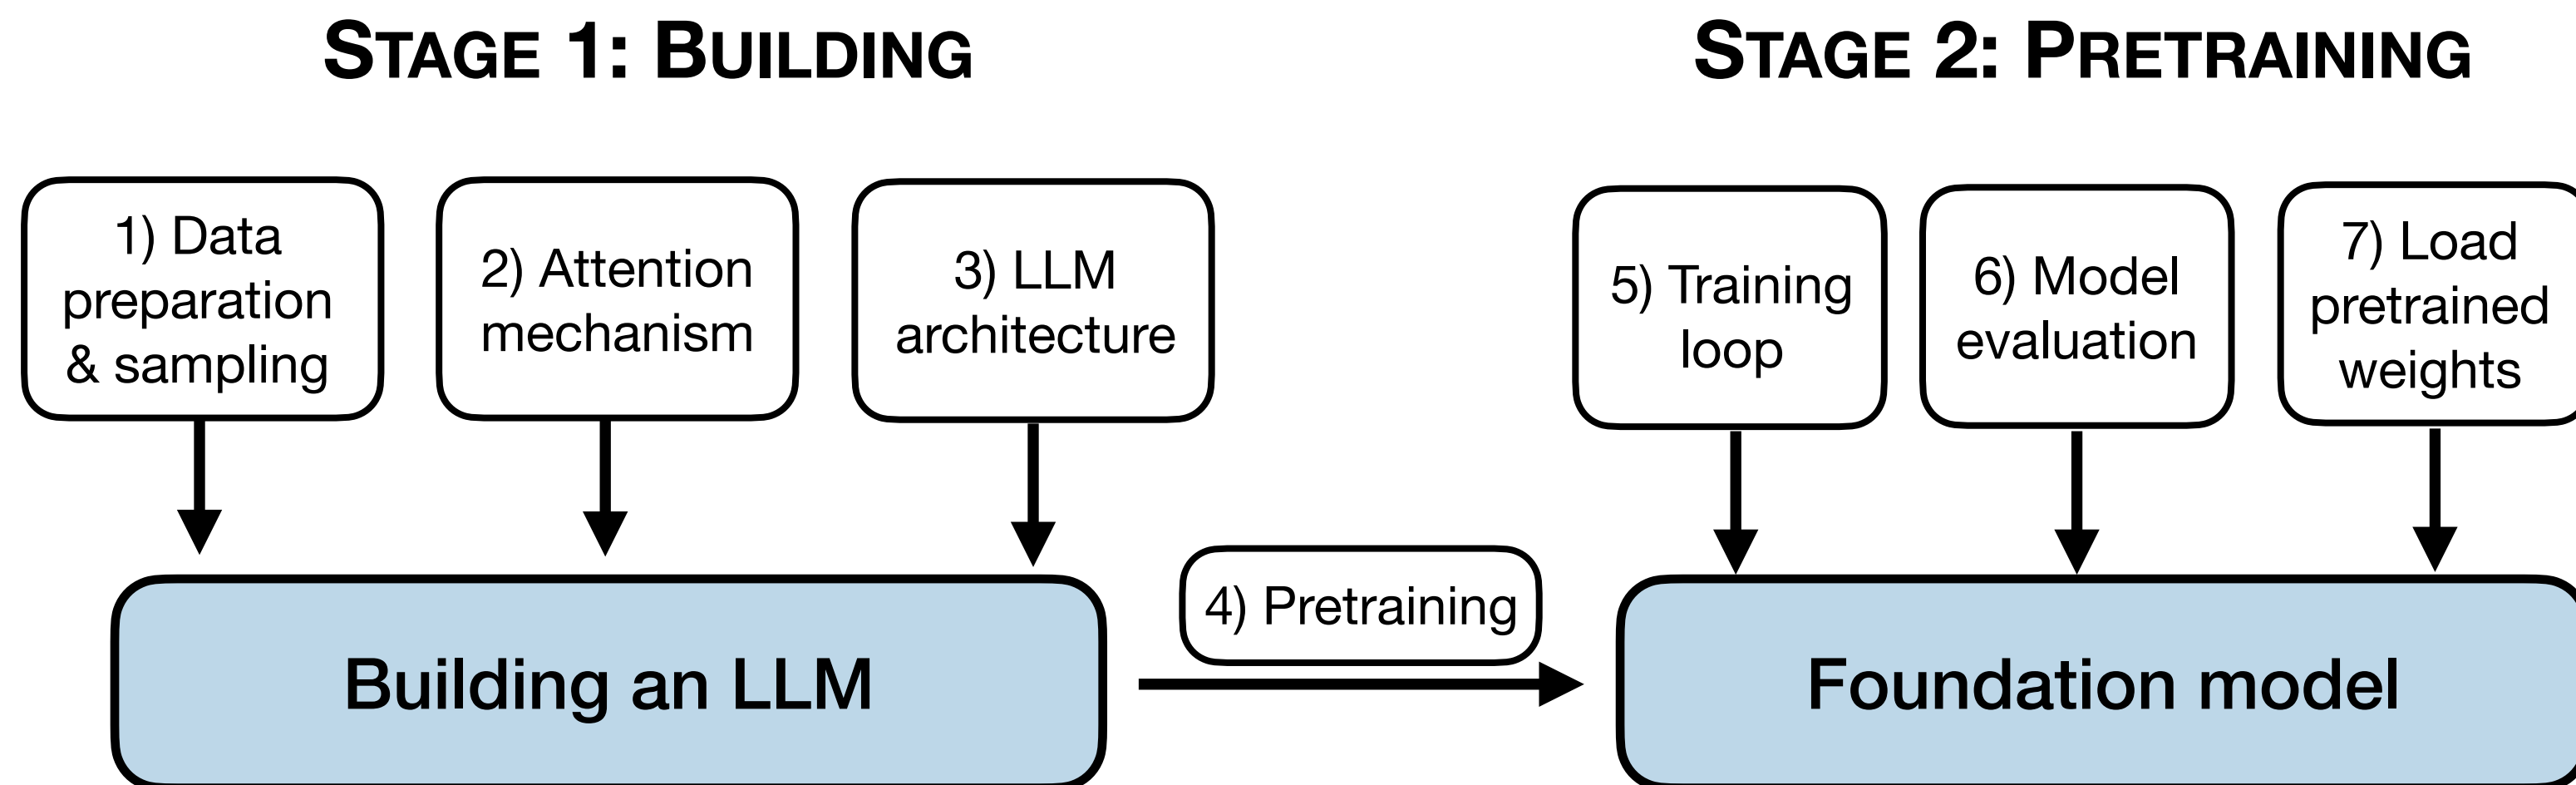 STAGE 1: BUILDING
STAGE 2: PRETRAINING
1) Data
preparation
& sampling
2) Attention
mechanism
3) LLM
architecture
5) Training
loop
6) Model
evaluation
7) Load
pretrained
weights
4) Pretraining
Building an LLM
Foundation model